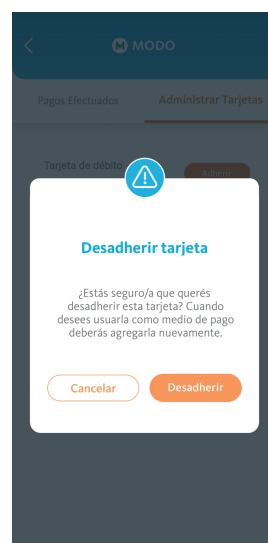 MODO
Pagos Efectuados
Administrar Tarjetas
Tarjeta de débito
Adherir
Desadherir tarjeta
¿Estás seguro/a que querés
desadherir esta tarjeta? Cuando
desees usarla como medio de pago
deberás agregarla nuevamente.
Cancelar
Desadherir